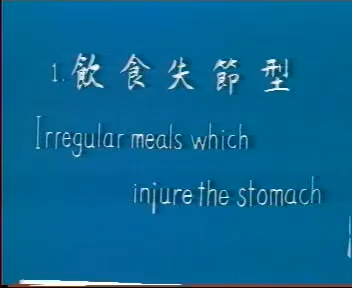 1. 飲食失節型
Irregular meals which
injure the stomach